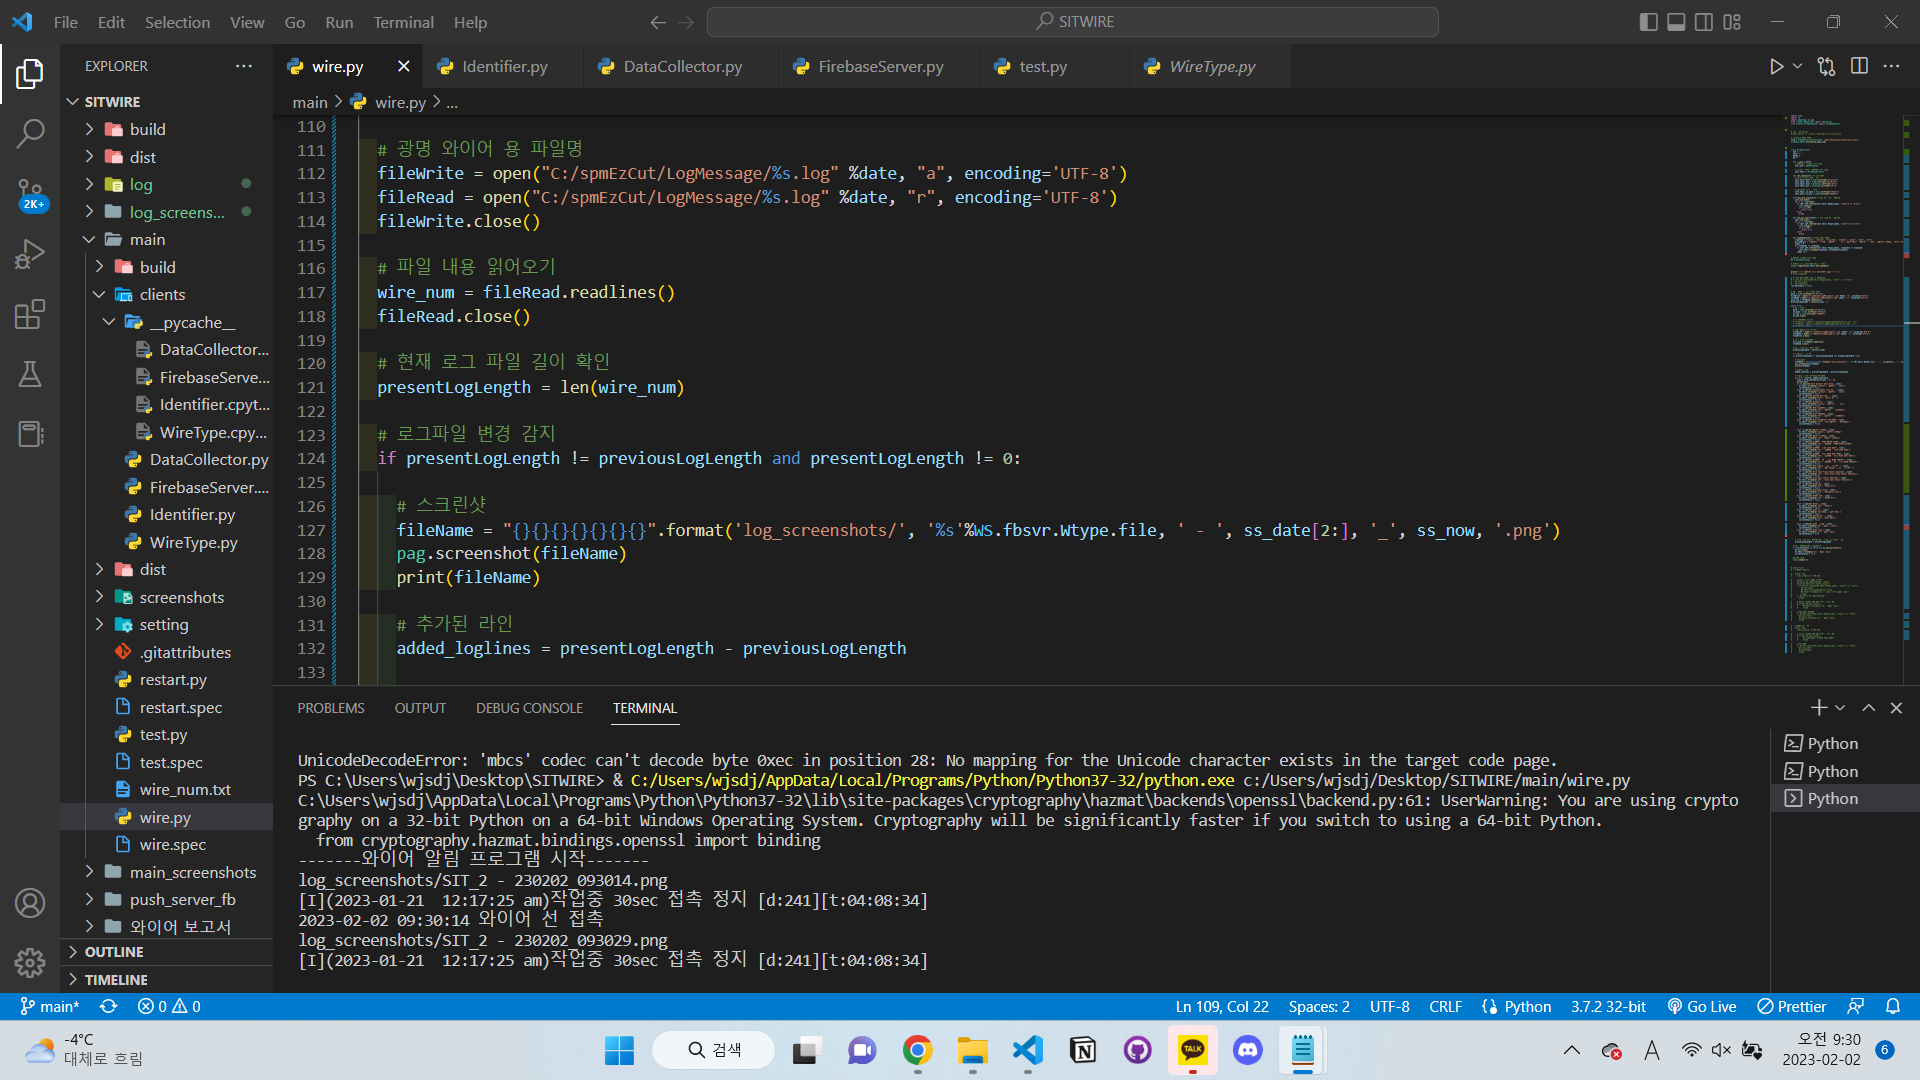 File Edit Selection View Go Run Terminal Help
SITWIRE
EXPLORER
SITWIRE
build
dist
log
log_screens...
main
build
clients
__pycache__
DataCollector...
FirebaseServe...
Identifier.cpyt...
WireType.cpy...
DataCollector.py
FirebaseServer....
Identifier.py
WireType.py
dist
screenshots
setting
.gitattributes
restart.py
restart.spec
test.py
test.spec
wire_num.txt
wire.py
wire.spec
main_screenshots
push_server_fb
와이어 보고서
OUTLINE
TIMELINE
2K+
wire.py Identifier.py DataCollector.py FirebaseServer.py test.py WireType.py
main > wire.py > ...
110
111 # 광명 와이어 용 파일명
112 fileWrite = open("C:/spmEzCut/LogMessage/%s.log" %date, "a", encoding='UTF-8')
113 fileRead = open("C:/spmEzCut/LogMessage/%s.log" %date, "r", encoding='UTF-8')
114 fileWrite.close()
115
116 # 파일 내용 읽어오기
117 wire_num = fileRead.readlines()
118 fileRead.close()
119
120 # 현재 로그 파일 길이 확인
121 presentLogLength = len(wire_num)
122
123 # 로그파일 변경 감지
124 if presentLogLength != previousLogLength and presentLogLength != 0:
125
126 # 스크린샷
127 fileName = "{}{}{}{}{}{}{}".format('log_screenshots/', '%s'%WS.fbsvr.Wtype.file, ' - ', ss_date[2:], '_', ss_now, '.png')
128 pag.screenshot(fileName)
129 print(fileName)
130
131 # 추가된 라인
132 added_loglines = presentLogLength - previousLogLength
133
PROBLEMS OUTPUT DEBUG CONSOLE TERMINAL
UnicodeDecodeError: 'mbcs' codec can't decode byte 0xec in position 28: No mapping for the Unicode character exists in the target code page.
PS C:\Users\wjsdj\Desktop\SITWIRE> & C:/Users/wjsdj/AppData/Local/Programs/Python/Python37-32/python.exe c:/Users/wjsdj/Desktop/SITWIRE/main/wire.py
C:\Users\wjsdj\AppData\Local\Programs\Python\Python37-32\lib\site-packages\cryptography\hazmat\backends\openssl\backend.py:61: UserWarning: You are using crypto
graphy on a 32-bit Python on a 64-bit Windows Operating System. Cryptography will be significantly faster if you switch to using a 64-bit Python.
from cryptography.hazmat.bindings.openssl import binding
-------와이어 알림 프로그램 시작-------
log_screenshots/SIT_2 - 230202_093014.png
[I](2023-01-21 12:17:25 am)작업중 30sec 접촉 정지 [d:241][t:04:08:34]
2023-02-02 09:30:14 와이어 선 접촉
log_screenshots/SIT_2 - 230202_093029.png
[I](2023-01-21 12:17:25 am)작업중 30sec 접촉 정지 [d:241][t:04:08:34]
Python
Python
Python
main* 0 0 Ln 109, Col 22 Spaces: 2 UTF-8 CRLF Python 3.7.2 32-bit Go Live Prettier
-4°C
대체로 흐림
검색
TALK
A
오전 9:30
2023-02-02
6